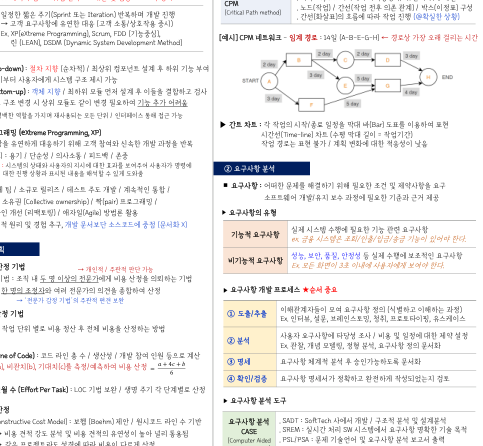 일정한 짧은 주기(Sprint 또는 Iteration) 반복하며 개발 진행
→ 고객 요구사항에 유연한 대응 (고객 소통/상호작용 중시)
Ex, XP(eXtreme Programming), Scrum, FDD (기능중심),
린 (LEAN), DSDM (Dynamic System Development Method)
-down) : 절차 지향 (순차적) / 최상위 컴포넌트 설계 후 하위 기능 부여
부터 사용자에게 시스템 구조 제시 가능
ttom-up) : 객체 지향 / 최하위 모듈 먼저 설계 후 이들을 결합하고 검사
구조 변경 시 상위 모듈도 같이 변경 필요하여 기능 추가 어려움
그래밍 (eXtreme Programming, XP)
을 유연하게 대응하기 위해 고객 참여와 신속한 개발 과정을 반복
: 용기 / 단순성 / 의사소통 / 피드백 / 존중
팀 / 소규모 릴리즈 / 테스트 주도 개발 / 계속적인 통합 /
소유권 (Collective ownership) / 짝(pair) 프로그래밍 /
인 개선 (리팩토링) / 애자일(Agile) 방법론 활용
적 원리 및 경험 추구, 개발 문서보단 소스코드에 중점 (문서화 X)
획
산정 기법
→ 개인적 / 주관적 판단 가능
기법 : 조직 내 두 명 이상의 전문가에게 비용 산정을 의뢰하는 기법
한 명의 조정자와 여러 전문가의 의견을 종합하여 산정
→ '전문가 감정 기법'의 주관적 편견 보완
산정 기법
작업 단위 별로 비용 산정 후 전체 비용을 산정하는 방법
ne of Code) : 코드 라인 총 수 / 생산성 / 개발 참여 인원 등으로 계산
), 비관치(b), 기대치(c)를 측정/예측하여 비용 산정 = a+4c+b / 6
월 수 (Effort Per Task) : LOC 기법 보완 / 생명 주기 각 단계별로 산정
산정
nstructive Cost Model) : 보헴 (Boehm) 제안 / 원시코드 라인 수 기반
CPM
(Critical Path method)
, 노드(작업) / 간선(작업 전후 의존 관계) / 박스(이정표) 구성
, 간선(화살표)의 흐름에 따라 작업 진행 (@확실한 상황)
[예시] CPM 네트워크 - 임계 경로 : 14일 (A-B-E-G-H) ← 경로상 가장 오래 걸리는 시간
2 day
2 day
3 day
B
C
D
2 day
3 day
START
A
E
G
H
END
3 day
5 day
4 day
F
▶ 간트 차트 : 각 작업의 시작/종료 일정을 막대 바(Bar) 도표를 이용하여 표현
시간선(Time-line) 차트 (수평 막대 길이 = 작업기간)
작업 경로는 표현 불가 / 계획 변화에 대한 적응성이 낮음
② 요구사항 분석
■ 요구사항 : 어떠한 문제를 해결하기 위해 필요한 조건 및 제약사항을 요구
소프트웨어 개발/유지 보수 과정에 필요한 기준과 근거 제공
▶ 요구사항의 유형
기능적 요구사항
실제 시스템 수행에 필요한 기능 관련 요구사항
ex. 금융 시스템은 조회/인출/입금/송금 기능이 있어야 한다.
비기능적 요구사항
성능, 보안, 품질, 안정성 등 실제 수행에 보조적인 요구사항
Ex. 모든 화면이 3초 이내에 사용자에게 보여야 한다.
▶ 요구사항 개발 프로세스 ★순서 중요
① 도출/추출
이해관계자들이 모여 요구사항 정의 (식별하고 이해하는 과정)
Ex, 인터뷰, 설문, 브레인스토밍, 청취, 프로토타이핑, 유스케이스
② 분석
사용자 요구사항에 타당성 조사 / 비용 및 일정에 대한 제약 설정
Ex, 관찰, 개념 모델링, 정형 분석, 요구사항 정의 문서화
③ 명세
요구사항 체계적 분석 후 승인가능하도록 문서화
④ 확인/검증
요구사항 명세서가 정확하고 완전하게 작성되었는지 검토
▶ 요구사항 분석 도구
요구사항 분석
CASE
(Computer Aided
, SADT : SoftTech 사에서 개발 / 구조적 분석 및 설계분석
, SREM : 실시간 처리 SW 시스템에서 요구사항 명확한 기술 목적
, PSL/PSA : 문제 기술언어 및 요구사항 분석 보고서 출력